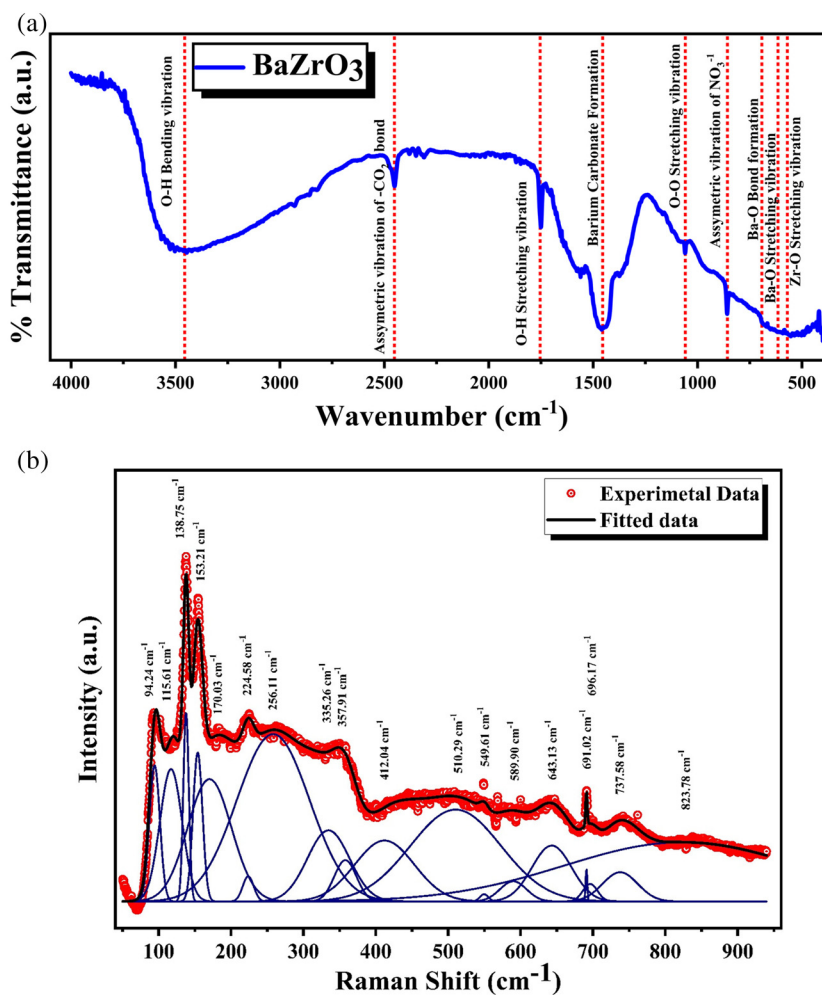 (a)
BaZrO3
% Transmittance (a.u.)
O-H Bending vibration
Assymetric vibration of -CO2 - bond
O-H Stretching vibration
Barium Carbonate Formation
O-O Stretching vibration
Assymetric vibration of NO3-1
Ba-O Bond formation
Ba-O Stretching vibration
Zr-O Stretching vibration
4000 3500 3000 2500 2000 1500 1000 500
Wavenumber (cm-1)
(b)
Experimetal Data
Fitted data
Intensity (a.u.)
94.24 cm-1
115.61 cm-1
138.75 cm-1
153.21 cm-1
170.03 cm-1
224.58 cm-1
256.11 cm-1
335.26 cm-1
357.91 cm-1
412.04 cm-1
510.29 cm-1
549.61 cm-1
589.90 cm-1
643.13 cm-1
691.02 cm-1
696.17 cm-1
737.58 cm-1
823.78 cm-1
100 200 300 400 500 600 700 800 900
Raman Shift (cm-1)